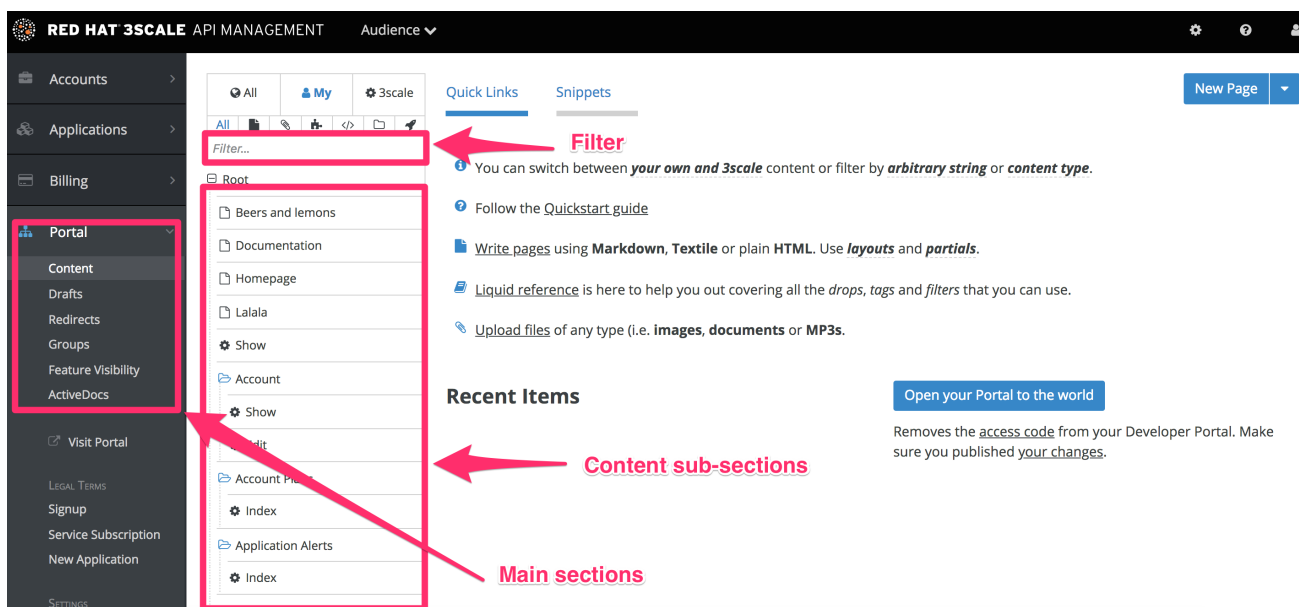 RED HAT 3SCALE API MANAGEMENT Audience
Accounts
Applications
Billing
Portal
Content
Drafts
Redirects
Groups
Feature Visibility
ActiveDocs
Visit Portal
LEGAL TERMS
Signup
Service Subscription
New Application
SETTINGS
All My 3scale
All
Filter...
Root
Beers and lemons
Documentation
Homepage
Lalala
Show
Account
Show
Account
Index
Application Alerts
Index
Quick Links Snippets
New Page
Filter
You can switch between your own and 3scale content or filter by arbitrary string or content type.
Follow the Quickstart guide
Write pages using Markdown, Textile or plain HTML. Use layouts and partials.
Liquid reference is here to help you out covering all the drops, tags and filters that you can use.
Upload files of any type (i.e. images, documents or MP3s.
Recent Items
Open your Portal to the world
Removes the access code from your Developer Portal. Make
sure you published your changes.
Content sub-sections
Main sections